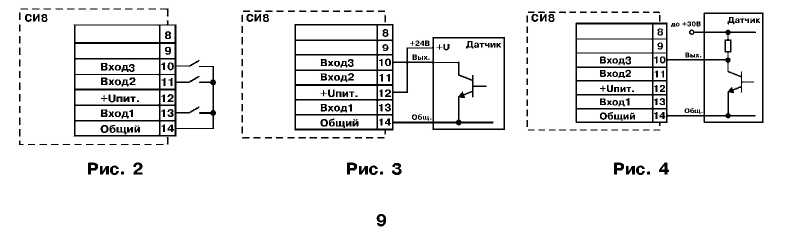 СИ8
8
9
Вход3 10
Вход2 11
+Uпит. 12
Вход1 13
Общий 14
Рис. 2
СИ8
8
9
Вход3 10
Вход2 11
+Uпит. 12
Вход1 13
Общий 14
+24В
Вых.
Общ.
+U
Датчик
Рис. 3
СИ8
8
9
Вход3 10
Вход2 11
+Uпит. 12
Вход1 13
Общий 14
до +30В
Вых.
Общ.
Датчик
Рис. 4
9